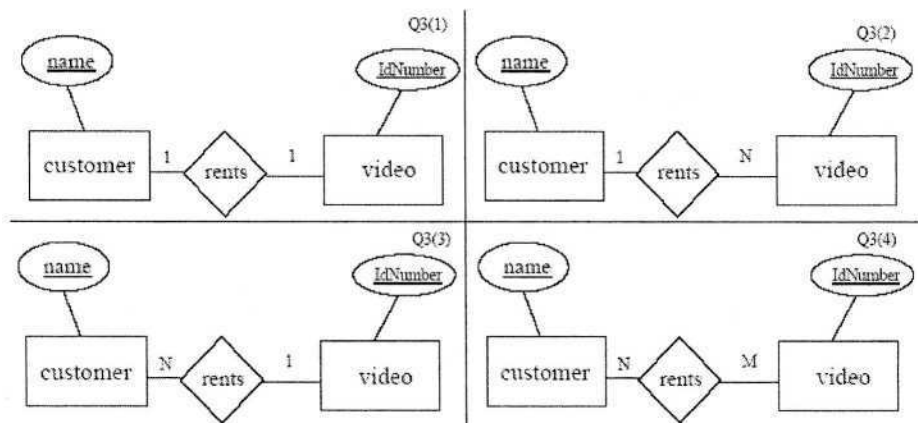 Q3(1)
name
IdNumber
customer 1 rents 1 video
Q3(2)
name
IdNumber
customer 1 rents N video
Q3(3)
name
IdNumber
customer N rents 1 video
Q3(4)
name
IdNumber
customer N rents M video